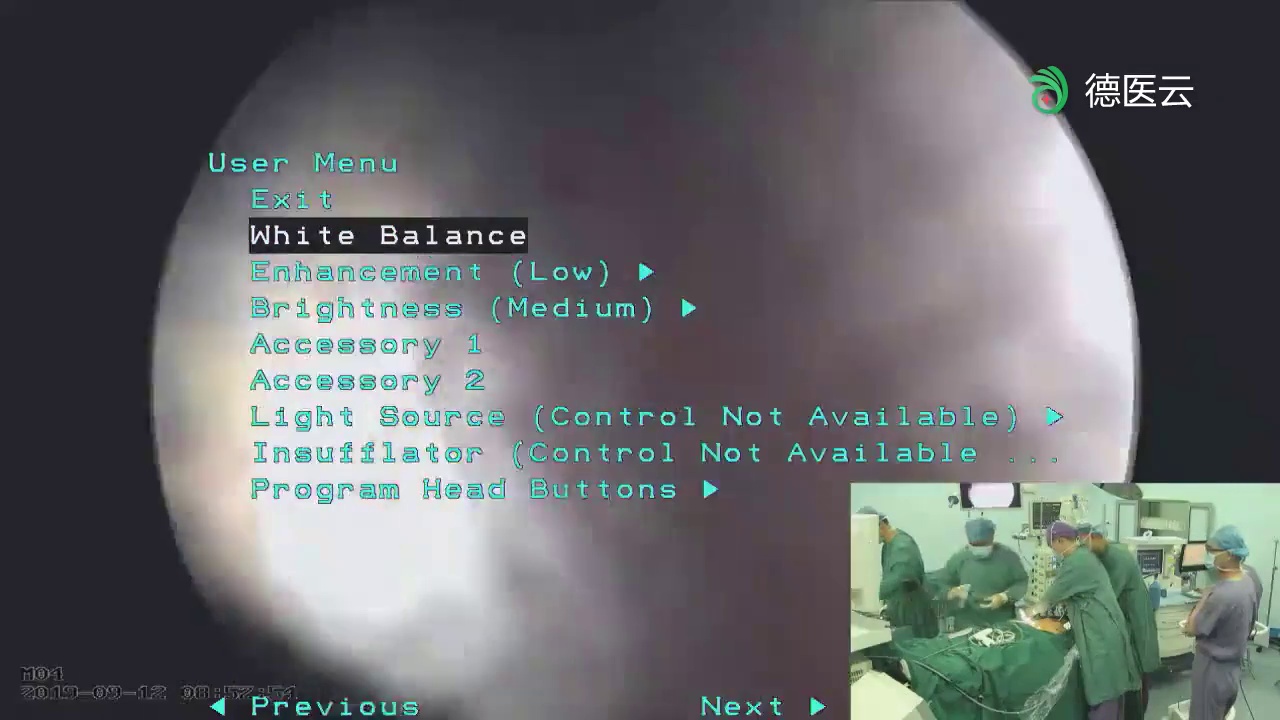 德医云
User Menu
Exit
White Balance
Enhancement (Low) ▶
Brightness (Medium) ▶
Accessory 1
Accessory 2
Light Source (Control Not Available) ▶
Insufflator (Control Not Available ...
Program Head Buttons ▶
M04
2019-09-12 08:57:54
◀ Previous
Next ▶